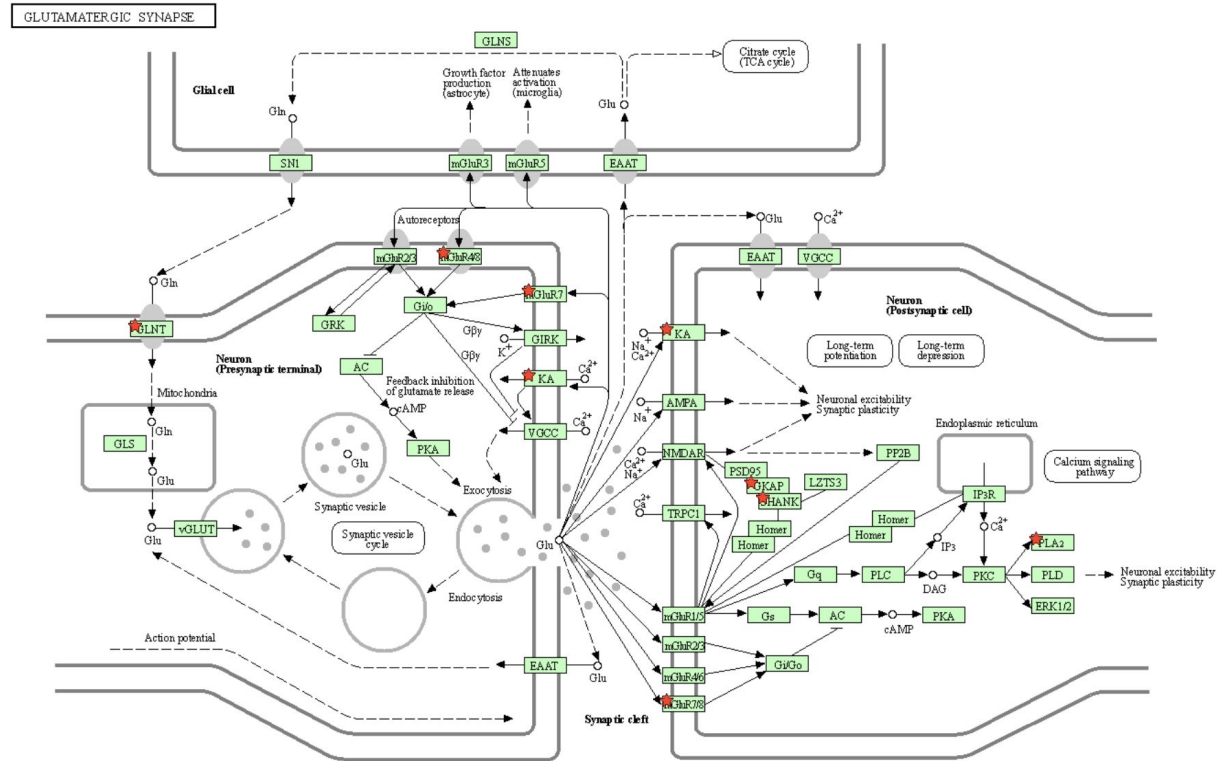 GLUTAMATERGIC SYNAPSE
GLNS
Citrate cycle
(TCA cycle)
Growth factor
production
(astrocyte)
Attenuates
activation
(microglia)
Glial cell
Gln
Glu
SN1
mGluR3
mGluR5
EAAT
Autoreceptors
Glu
Ca2+
mGluR2/3
mGluR4/8
EAAT
VGCC
Gln
GLNT
Gi/o
mGluR7
GRK
Neuron
(Presynaptic terminal)
Gβγ
Gβγ
K+
GIRK
AC
Feedback inhibition
of glutamate release
KA
Ca2+
cAMP
VGCC
Ca2+
PKA
Mitochondria
Gln
GLS
Glu
Glu
Synaptic vesicle
Exocytosis
Glu
vGLUT
Synaptic vesicle
cycle
Glu
Endocytosis
Action potential
EAAT
Glu
Synaptic cleft
Neuron
(Postsynaptic cell)
Na+
Ca2+
KA
Long-term
potentiation
Long-term
depression
AMPA
Na+
Neuronal excitability
Synaptic plasticity
Ca2+
Na+
NMDAR
PSD95
GKAP
SHANK
LZTS3
PP2B
Homer
Homer
Endoplasmic reticulum
Calcium signaling
pathway
IP3R
Ca2+
TRPC1
Ca2+
Homer
Homer
IP3
Gq
PLC
DAG
PKC
PLA2
PLD
ERK1/2
Neuronal excitability
Synaptic plasticity
mGluR1/5
Gs
AC
cAMP
PKA
mGluR2/3
mGluR4/6
Gi/Go
mGluR7/8